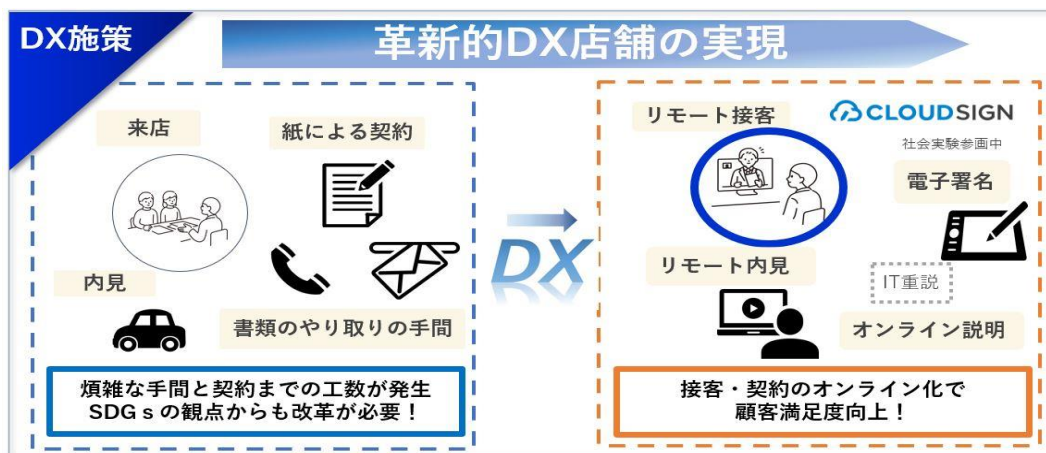 DX施策
革新的DX店舗の実現
来店
紙による契約
内見
書類のやり取りの手間
煩雑な手間と契約までの工数が発生
SDGsの観点からも改革が必要！
DX
リモート接客
CLOUDSIGN
社会実験参画中
電子署名
リモート内見
IT重説
オンライン説明
接客・契約のオンライン化で
顧客満足度向上！